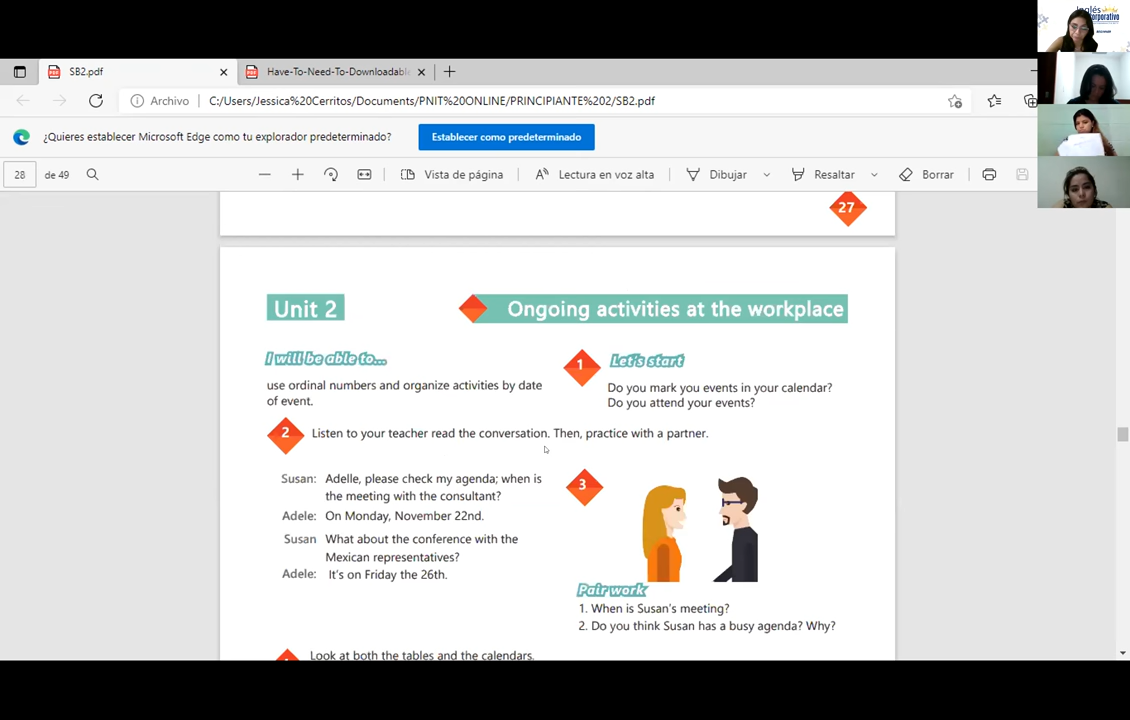 Inglés
Corporativo
SB2.pdf
Have-To-Need-To-Downloadabl
Archivo
C:/Users/Jessica%20Cerritos/Documents/PNIT%20ONLINE/PRINCIPIANTE%202/SB2.pdf
¿Quieres establecer Microsoft Edge como tu explorador predeterminado?
Establecer como predeterminado
28 de 49
Vista de página
Lectura en voz alta
Dibujar
Resaltar
Borrar
27
Unit 2
Ongoing activities at the workplace
I will be able to...
use ordinal numbers and organize activities by date
of event.
1 Let's start
Do you mark you events in your calendar?
Do you attend your events?
2 Listen to your teacher read the conversation. Then, practice with a partner.
Susan: Adelle, please check my agenda; when is
the meeting with the consultant?
Adele: On Monday, November 22nd.
Susan What about the conference with the
Mexican representatives?
Adele: It's on Friday the 26th.
3
Pair work
1. When is Susan's meeting?
2. Do you think Susan has a busy agenda? Why?
Look at both the tables and the calendars.